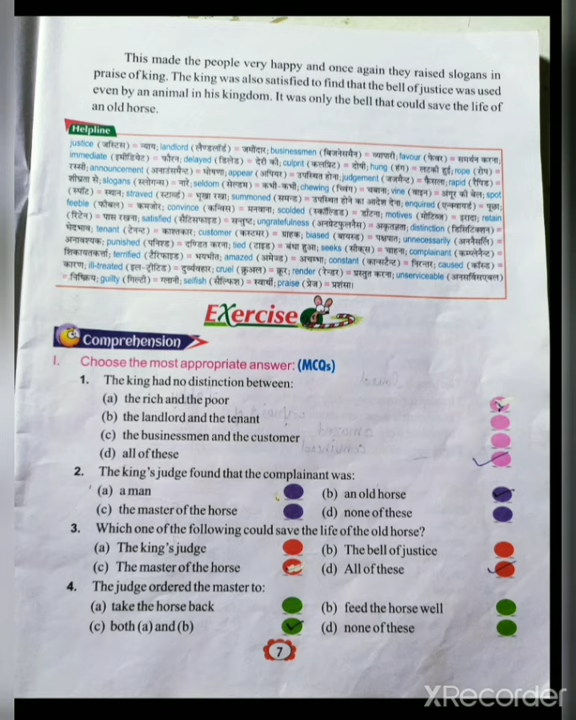 This made the people very happy and once again they raised slogans in
praise of king. The king was also satisfied to find that the bell of justice was used
even by an animal in his kingdom. It was only the bell that could save the life of
an old horse.
Helpline
justice (जस्टिस) = न्याय; landlord (लैण्डलॉर्ड) = जमींदार; businessmen (बिजनेसमैन) = व्यापारी; favour (फेवर) = समर्थन करना;
immediate (इमीडियेट) = फौरन; delayed (डिलेड) = देरी की; culprit (कलप्रिट) = दोषी; hung (हंग) = लटकी हुई; rope (रोप) =
रस्सी; announcement (अनाउंसमैन्ट) = घोषणा; appear (अपियर) = उपस्थित होना; judgement (जजमैन्ट) = फैसला; rapid (रैपिड) =
शीघ्रता से; slogans (स्लोगन्स) = नारे; seldom (सेल्डम) = कभी-कभी; chewing (च्विंग) = चबाना; vine (वाइन) = अंगूर की बेल; spot
(स्पॉट) = स्थान; straved (स्टार्व्ड) = भूखा रखा; summoned (समन्ड) = उपस्थित होने का आदेश देना; enquired (एन्क्वायर्ड) = पूछा;
feeble (फीबल) = कमजोर; convince (कन्विंस) = मनवाना; scolded (स्कॉल्डिड) = डाँटना; motives (मोटिव्ज) = इरादा; retain
(रिटेन) = पास रखना; satisfied (सैटिसफाइड) = सन्तुष्ट; ungratefulness (अनग्रेटफुलनैस) = अकृतज्ञता; distinction (डिसटिंक्शन) =
भेदभाव; tenant (टेनन्ट) = काश्तकार; customer (कस्टमर) = ग्राहक; biased (बायस्ड) = पक्षपात; unnecessarily (अननैसेसरिली) =
अनावश्यक; punished (पनिश्ड) = दण्डित करना; tied (टाइड) = बंधा हुआ; seeks (सीक्स) = चाहना; complainant (कम्प्लेनैन्ट) =
शिकायतकर्ता; terrified (टैरिफाइड) = भयभीत; amazed (अमेज्ड) = अचम्भा; constant (कान्सटैन्ट) = निरन्तर; caused (कॉस्ड) =
कारण; ill-treated (इल-ट्रीटिड) = दुर्व्यवहार; cruel (क्रुअल) = क्रूर; render (रेन्डर) = प्रस्तुत करना; unserviceable (अनसर्विसएबल)
= निष्क्रिय; guilty (गिल्टी) = ग्लानी; selfish (सेल्फिश) = स्वार्थी; praise (प्रेज) = प्रशंसा।
Exercise
Comprehension
I. Choose the most appropriate answer: (MCQs)
1. The king had no distinction between:
(a) the rich and the poor
(b) the landlord and the tenant
(c) the businessmen and the customer
(d) all of these
2. The king's judge found that the complainant was:
(a) a man (b) an old horse
(c) the master of the horse (d) none of these
3. Which one of the following could save the life of the old horse?
(a) The king's judge (b) The bell of justice
(c) The master of the horse (d) All of these
4. The judge ordered the master to:
(a) take the horse back (b) feed the horse well
(c) both (a) and (b) (d) none of these
7
XRecorder